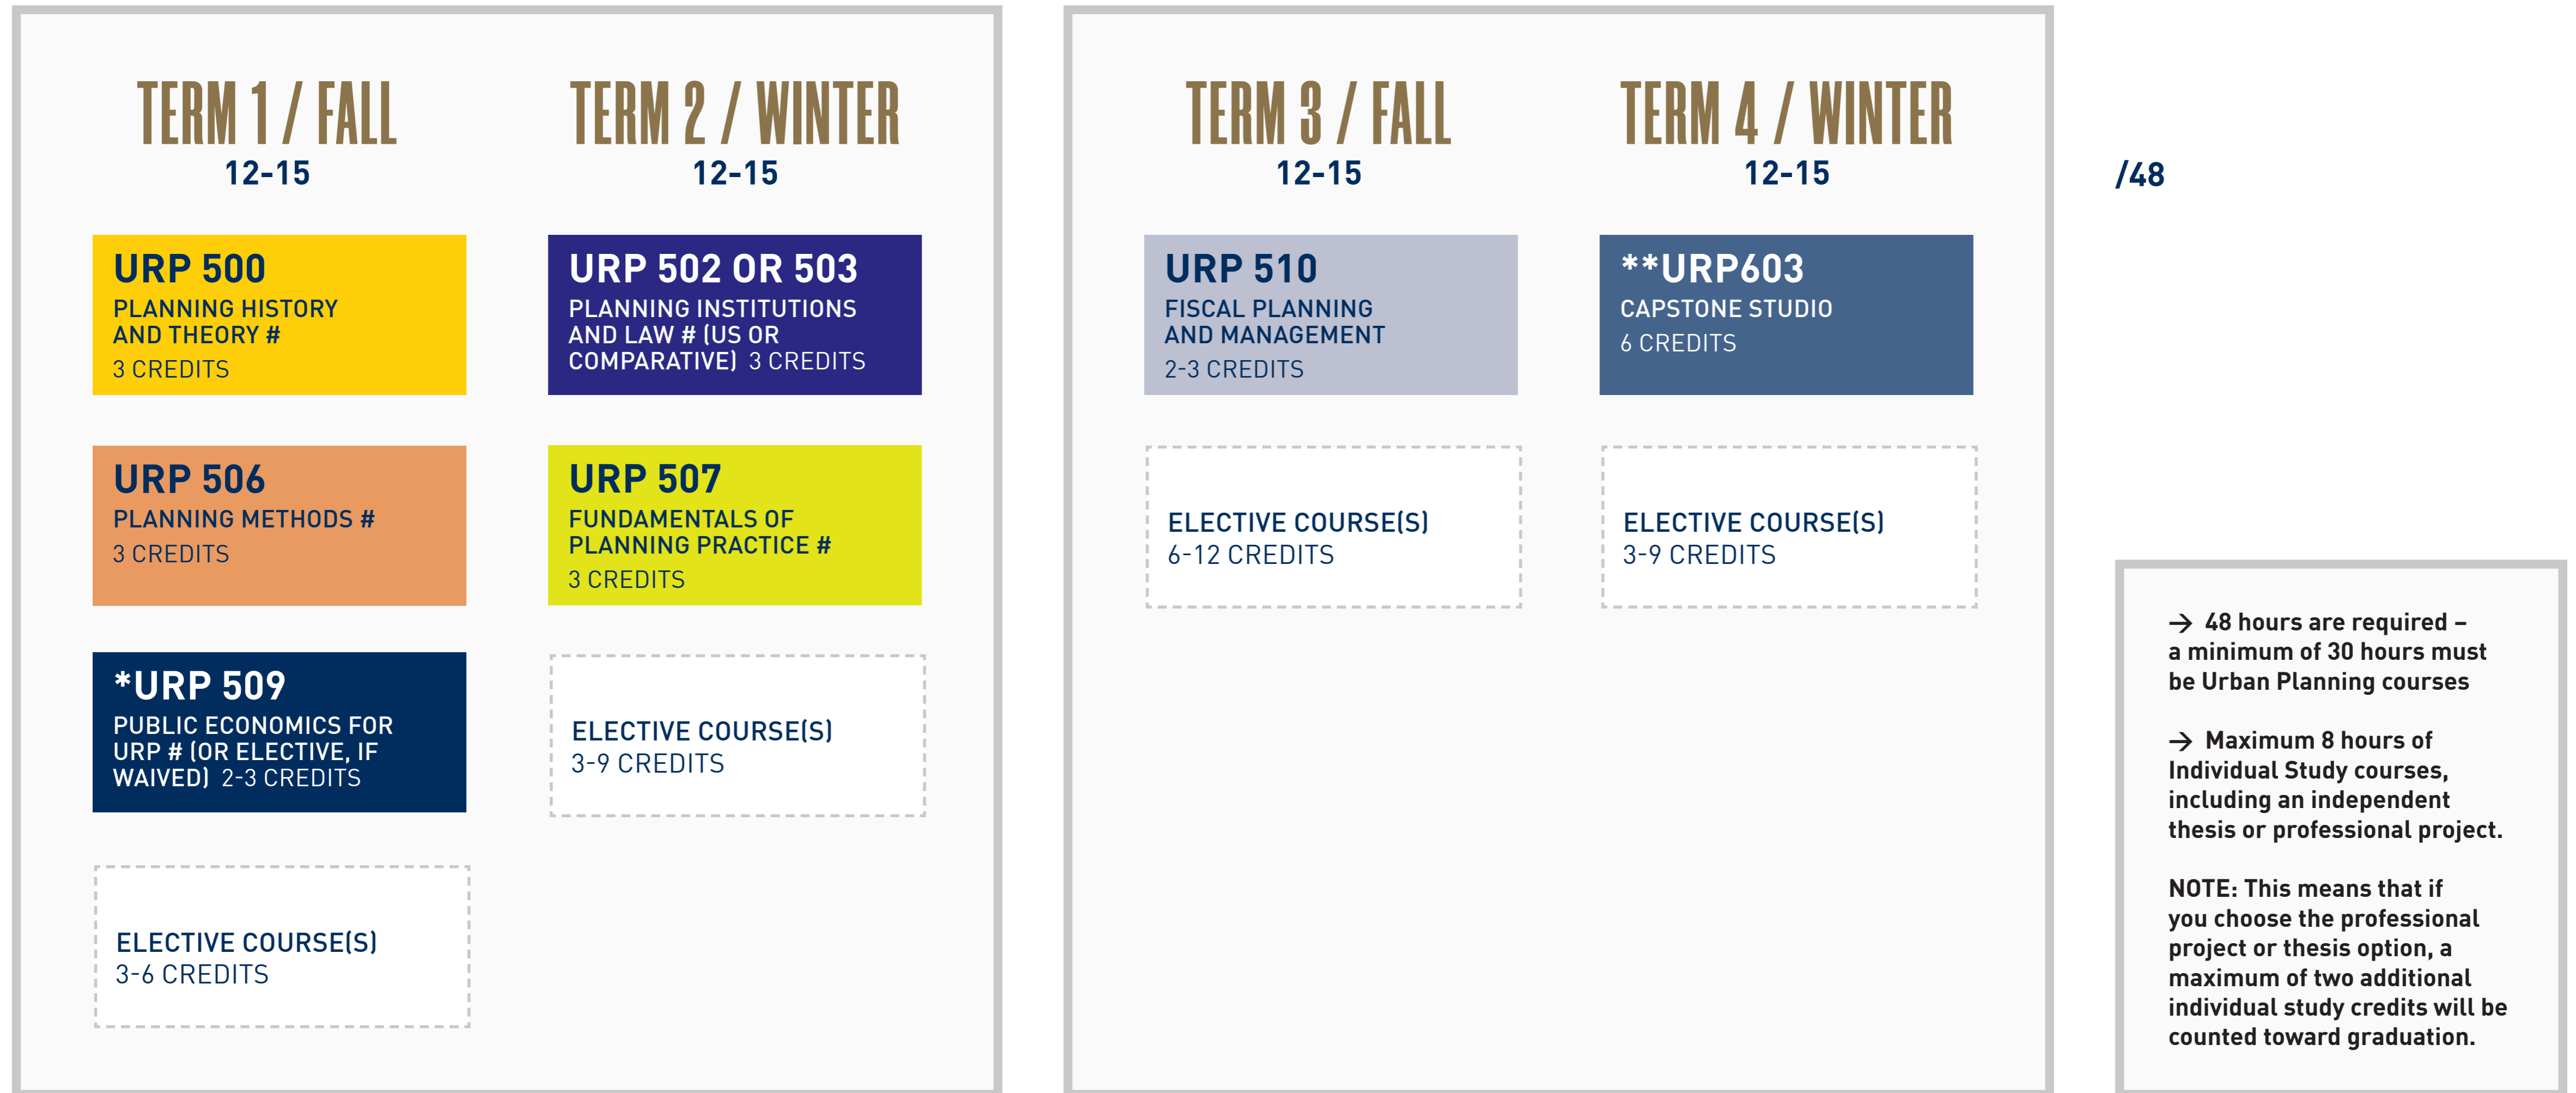 TERM 1 / FALL
12-15
URP 500
PLANNING HISTORY
AND THEORY #
3 CREDITS
URP 506
PLANNING METHODS #
3 CREDITS
*URP 509
PUBLIC ECONOMICS FOR
URP # (OR ELECTIVE, IF
WAIVED) 2-3 CREDITS
ELECTIVE COURSE(S)
3-6 CREDITS
TERM 2 / WINTER
12-15
URP 502 OR 503
PLANNING INSTITUTIONS
AND LAW # (US OR
COMPARATIVE) 3 CREDITS
URP 507
FUNDAMENTALS OF
PLANNING PRACTICE #
3 CREDITS
ELECTIVE COURSE(S)
3-9 CREDITS
TERM 3 / FALL
12-15
URP 510
FISCAL PLANNING
AND MANAGEMENT
2-3 CREDITS
ELECTIVE COURSE(S)
6-12 CREDITS
TERM 4 / WINTER
12-15
**URP603
CAPSTONE STUDIO
6 CREDITS
ELECTIVE COURSE(S)
3-9 CREDITS
/48
→ 48 hours are required –
a minimum of 30 hours must
be Urban Planning courses
→ Maximum 8 hours of
Individual Study courses,
including an independent
thesis or professional project.
NOTE: This means that if
you choose the professional
project or thesis option, a
maximum of two additional
individual study credits will be
counted toward graduation.